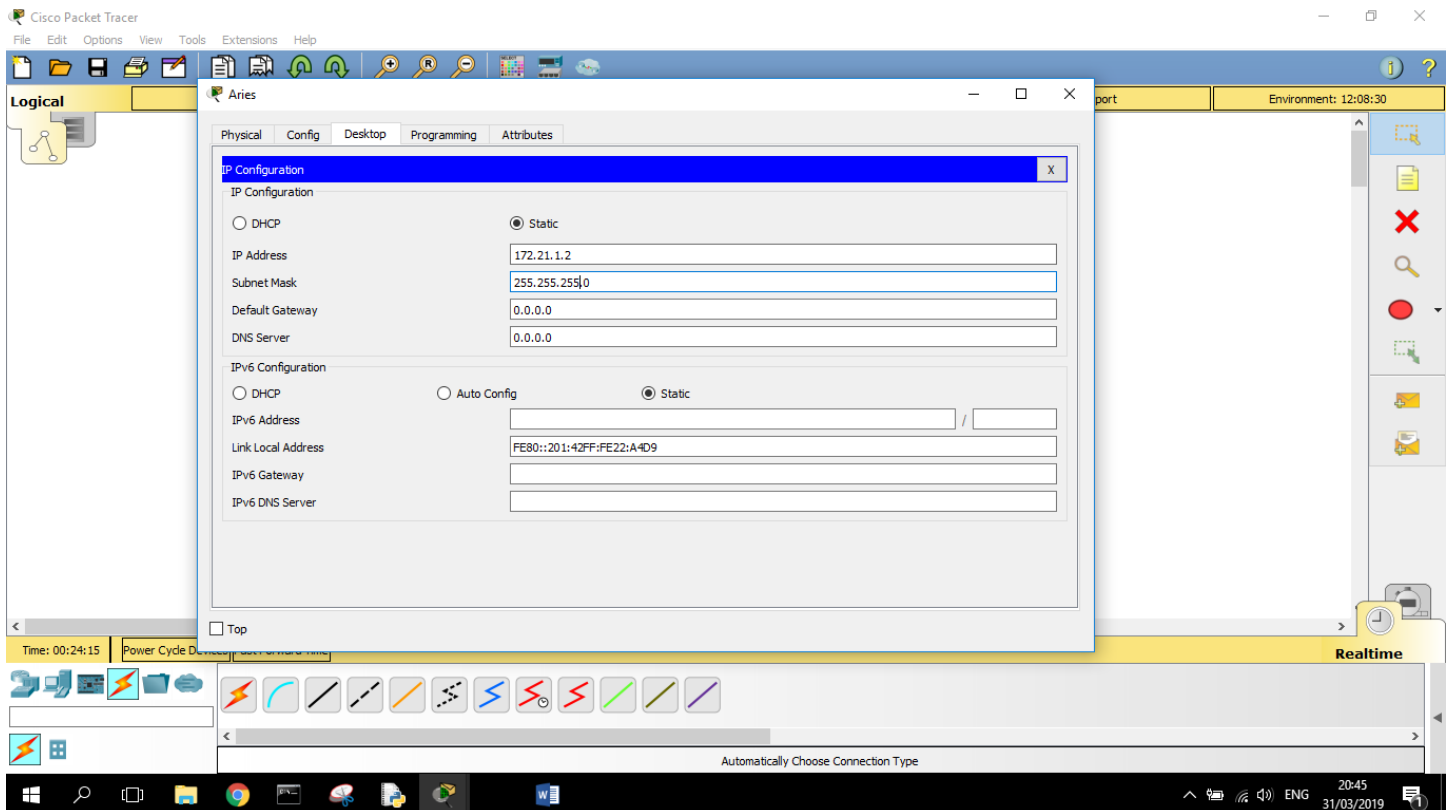 Cisco Packet Tracer
File Edit Options View Tools Extensions Help
Logical
port
Environment: 12:08:30
Aries
Physical Config Desktop Programming Attributes
IP Configuration X
IP Configuration
DHCP Static
IP Address 172.21.1.2
Subnet Mask 255.255.255.0
Default Gateway 0.0.0.0
DNS Server 0.0.0.0
IPv6 Configuration
DHCP Auto Config Static
IPv6 Address /
Link Local Address FE80::201:42FF:FE22:A4D9
IPv6 Gateway
IPv6 DNS Server
Top
Time: 00:24:15 Power Cycle
Realtime
Automatically Choose Connection Type
ENG
20:45
31/03/2019